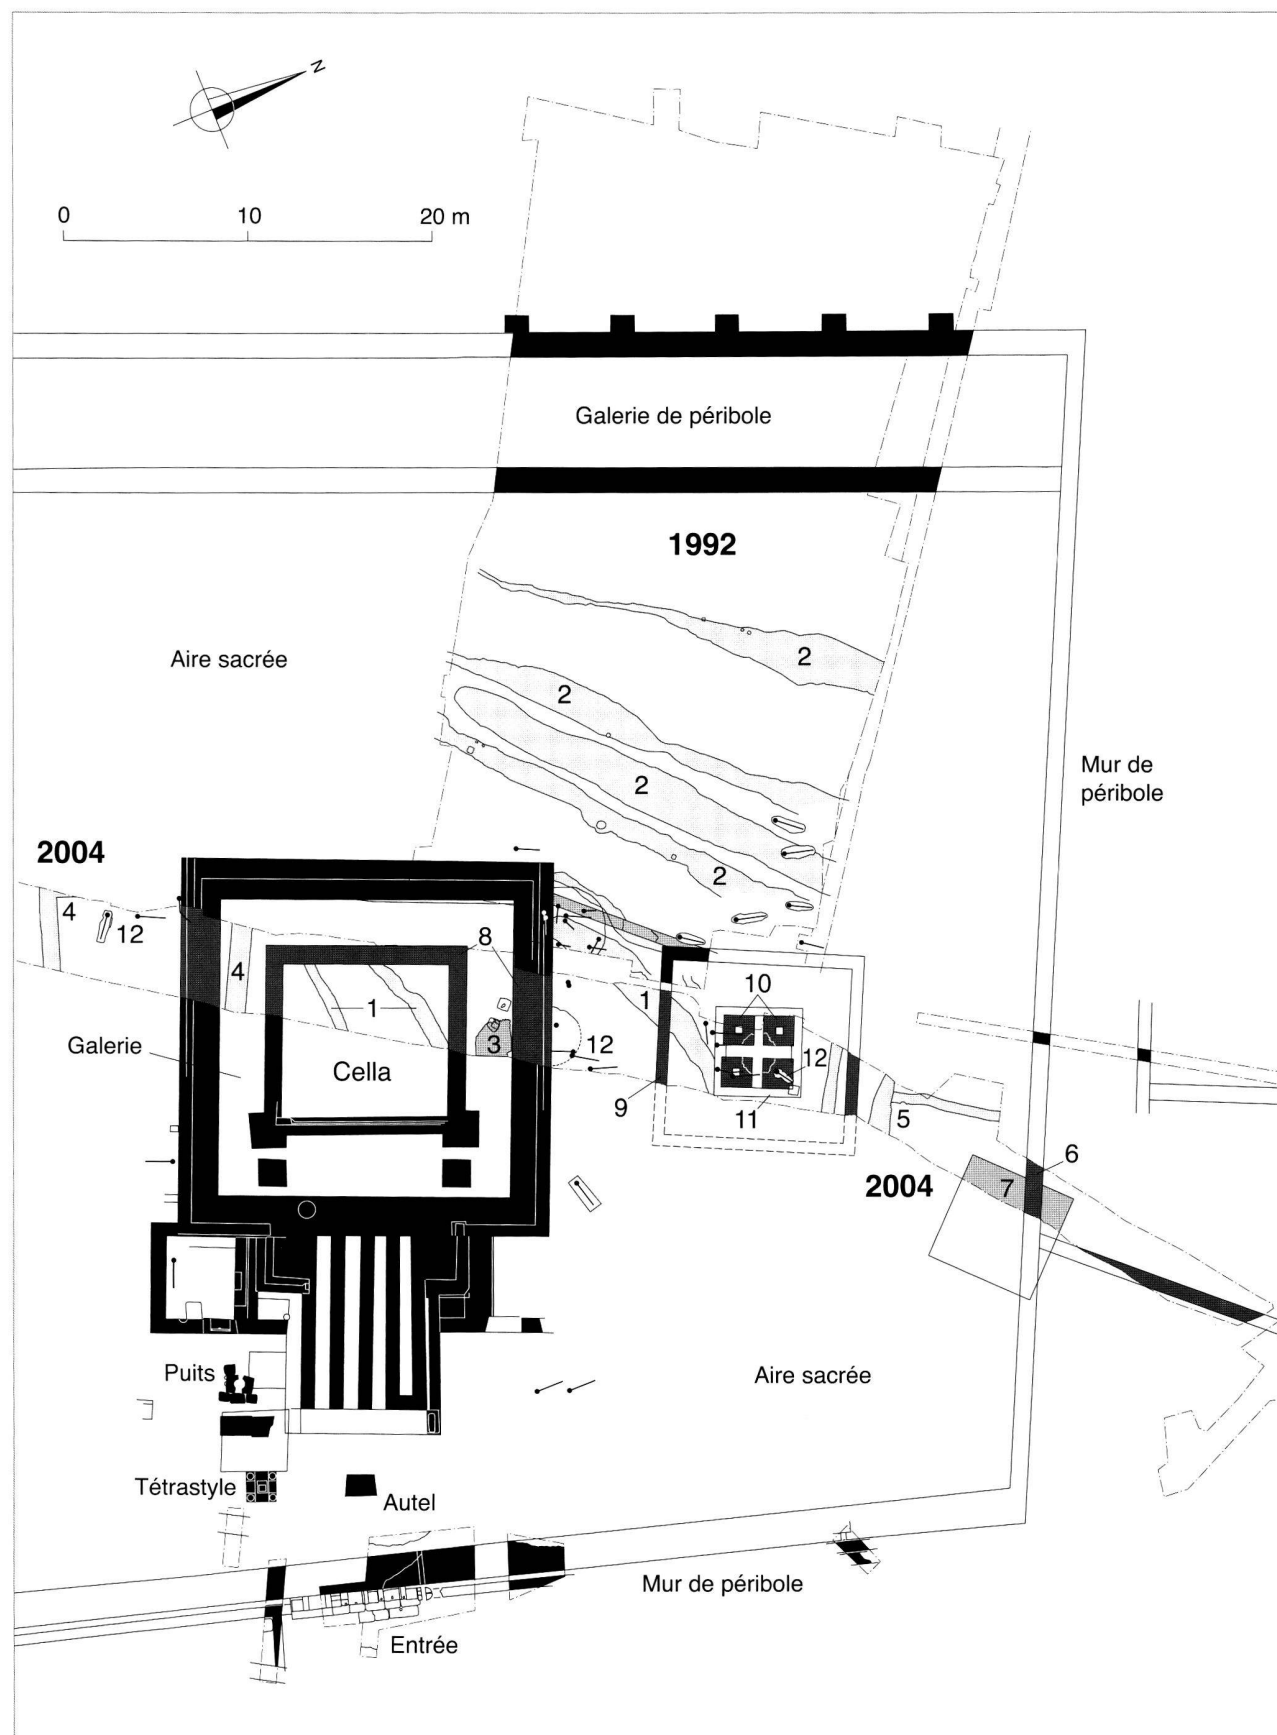 N
0 10 20 m
Galerie de péribole
1992
2
Aire sacrée
2
2
Mur de
péribole
2004
2
4
12
4
8
1
1
10
3
12
12
Galerie
Cella
9
11
5
6
2004
7
Puits
Aire sacrée
Tétrastyle
Autel
Mur de péribole
Entrée